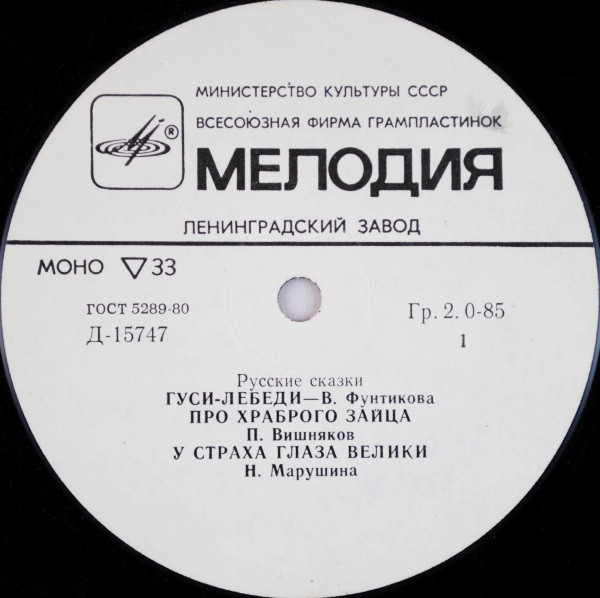 МИНИСТЕРСТВО КУЛЬТУРЫ СССР
ВСЕСОЮЗНАЯ ФИРМА ГРАМПЛАСТИНОК
®
МЕЛОДИЯ
ЛЕНИНГРАДСКИЙ ЗАВОД
МОНО ▽33
ГОСТ 5289-80
Гр. 2. 0-85
Д-15747
1
Русские сказки
ГУСИ-ЛЕБЕДИ—В. Фунтикова
ПРО ХРАБРОГО ЗАЙЦА
П. Вишняков
У СТРАХА ГЛАЗА ВЕЛИКИ
Н. Марушина